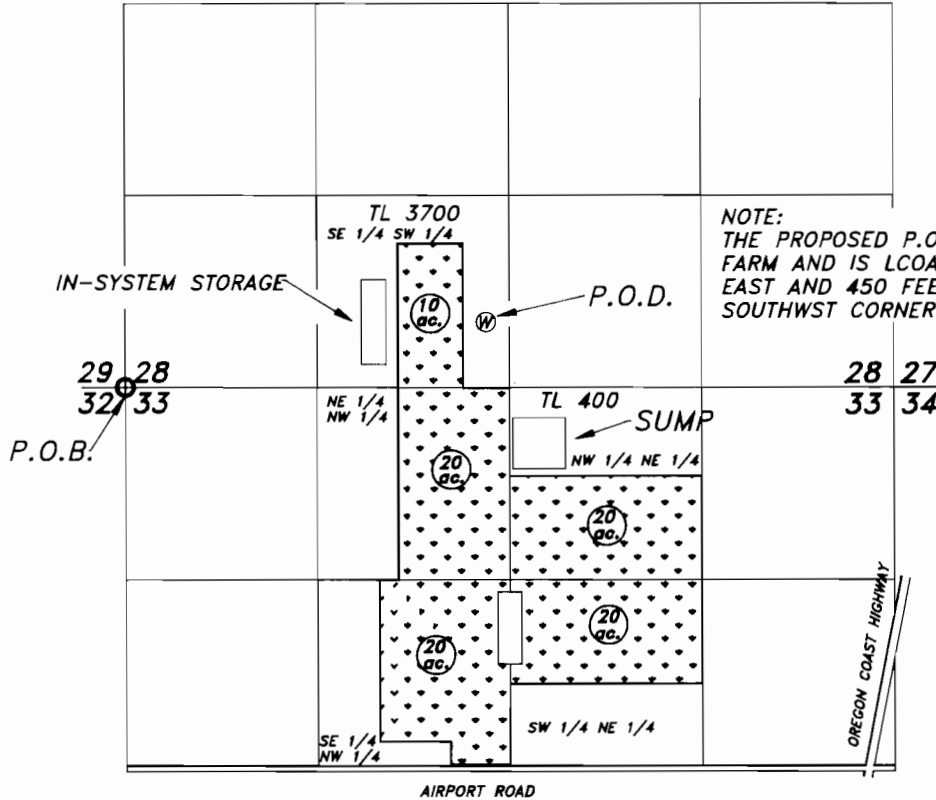 TL 3700
SE 1/4 SW 1/4
NOTE:
THE PROPOSED P.O
FARM AND IS LCOA
EAST AND 450 FEE
SOUTHWST CORNER
IN-SYSTEM STORAGE
10
ac.
P.O.D.
W
29 28
32 33
28 27
33 34
P.O.B.
NE 1/4
NW 1/4
TL 400
SUMP
NW 1/4 NE 1/4
20
ac.
20
ac.
20
ac.
20
ac.
SE 1/4
NW 1/4
SW 1/4 NE 1/4
OREGON COAST HIGHWAY
AIRPORT ROAD